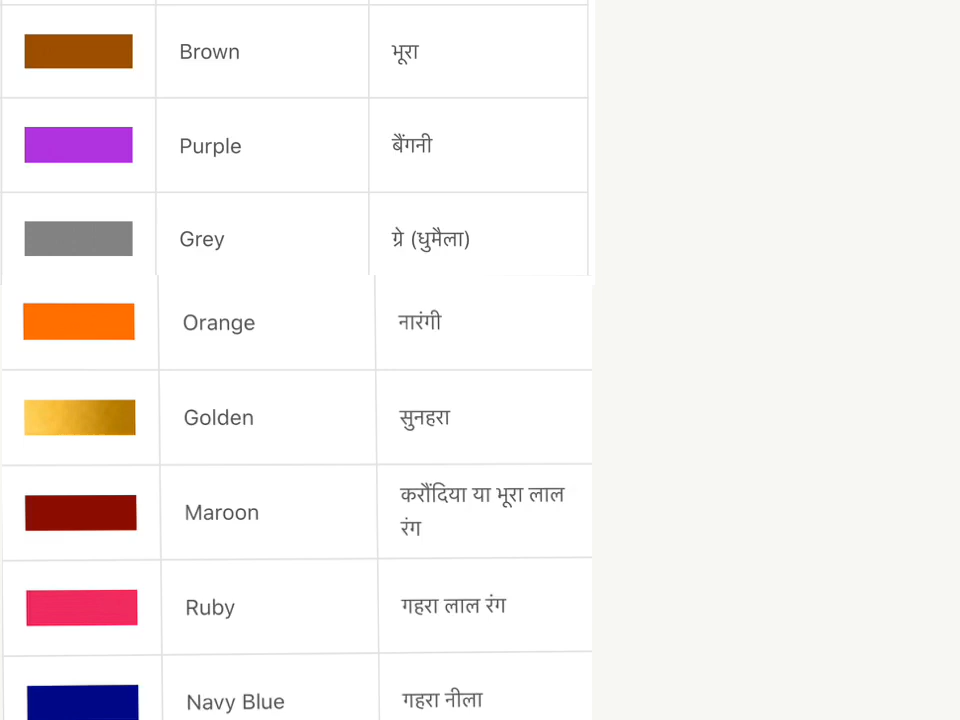 Brown भूरा
Purple बैंगनी
Grey ग्रे (धुमैला)
Orange नारंगी
Golden सुनहरा
Maroon करौंदिया या भूरा लाल
रंग
Ruby गहरा लाल रंग
Navy Blue गहरा नीला